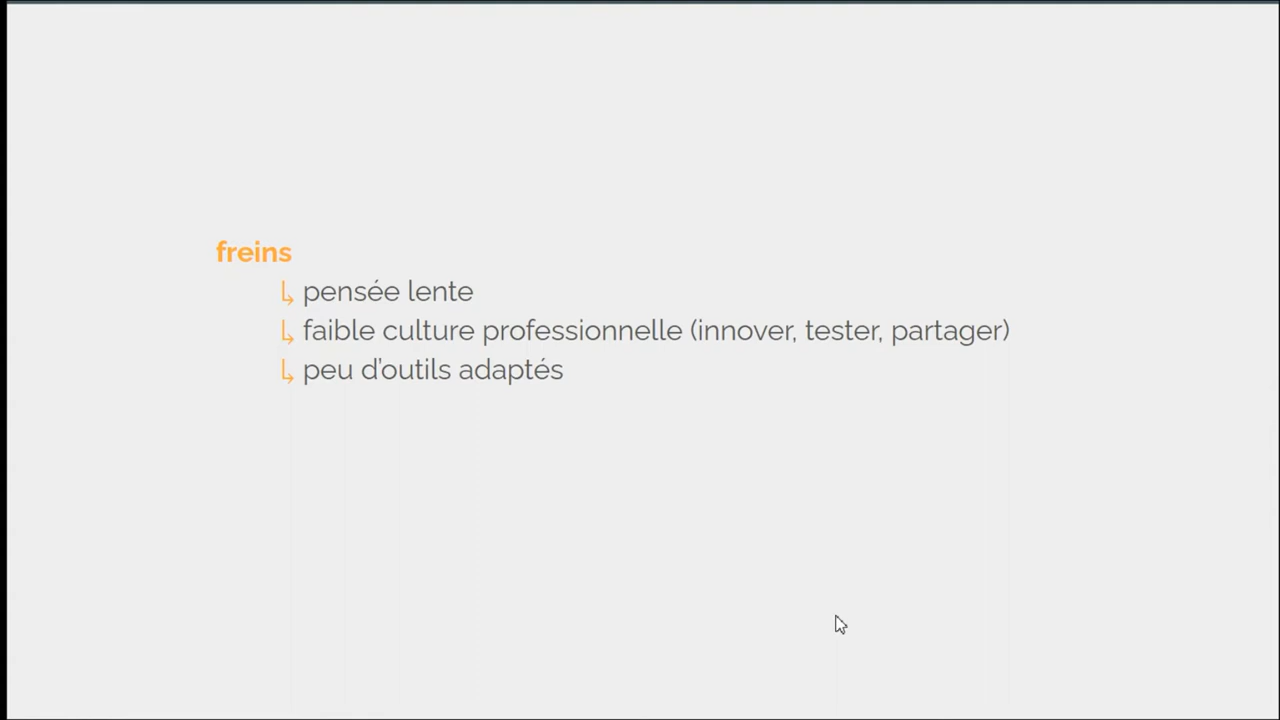 freins
↳ pensée lente
↳ faible culture professionnelle (innover, tester, partager)
↳ peu d’outils adaptés